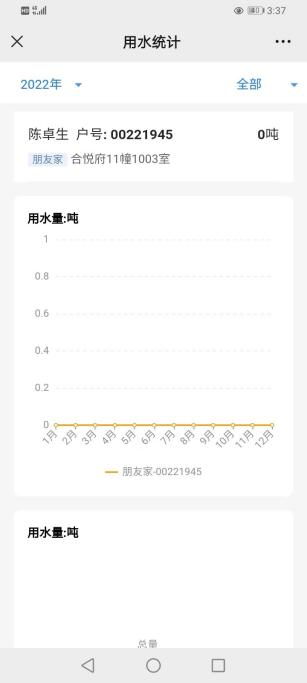 3:37
用水统计
2022年
全部
陈卓生 户号: 00221945 0吨
朋友家 合悦府11幢1003室
用水量:吨
1
0.8
0.6
0.4
0.2
0
1月 2月 3月 4月 5月 6月 7月 8月 9月 10月 11月 12月
朋友家-00221945
用水量:吨
总量